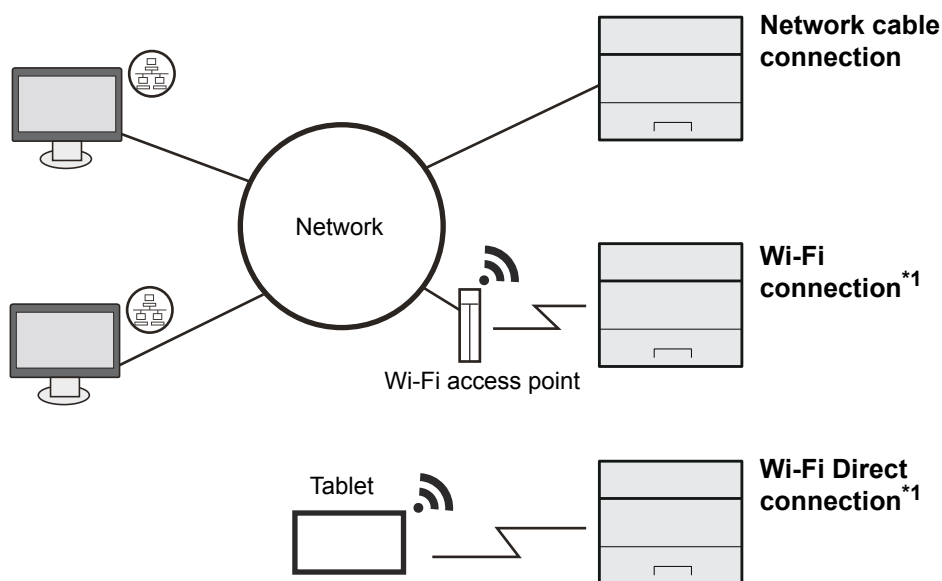 Network cable
connection
Network
Wi-Fi
connection*1
Wi-Fi access point
Wi-Fi Direct
connection*1
Tablet